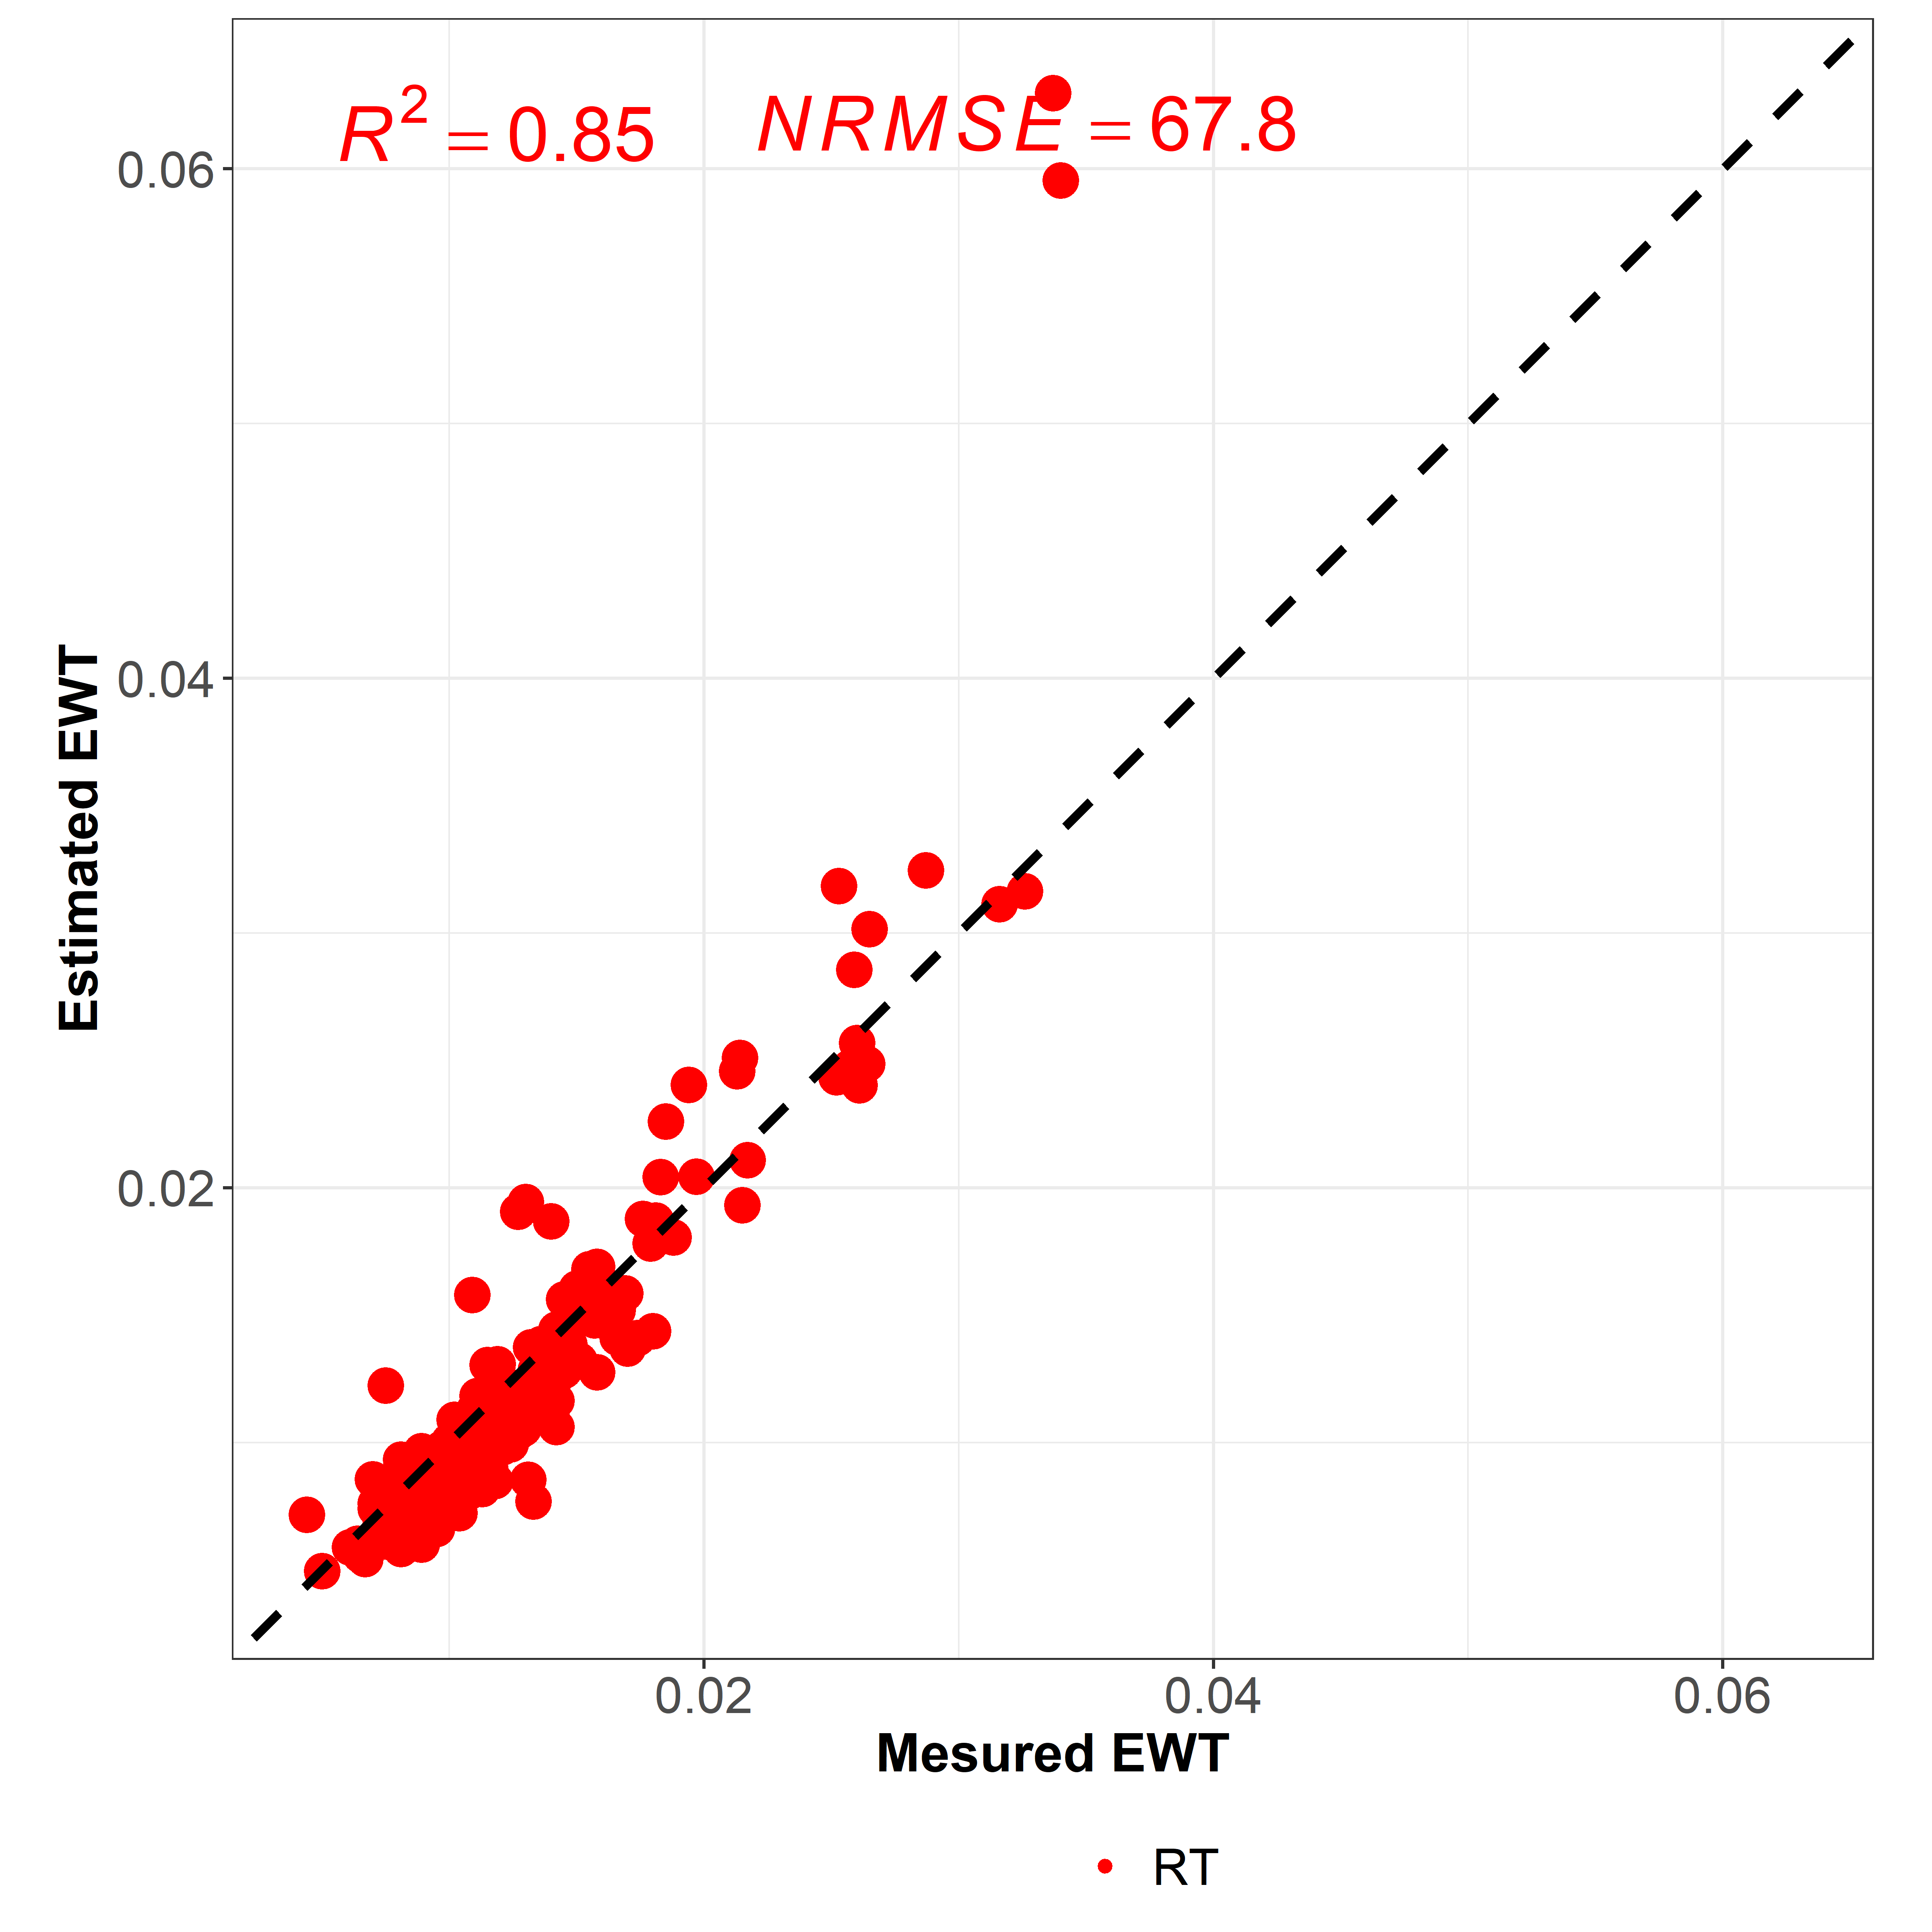 R² = 0.85
NRMSE = 67.8
0.06
0.04
0.02
Estimated EWT
0.02 0.04 0.06
Mesured EWT
RT